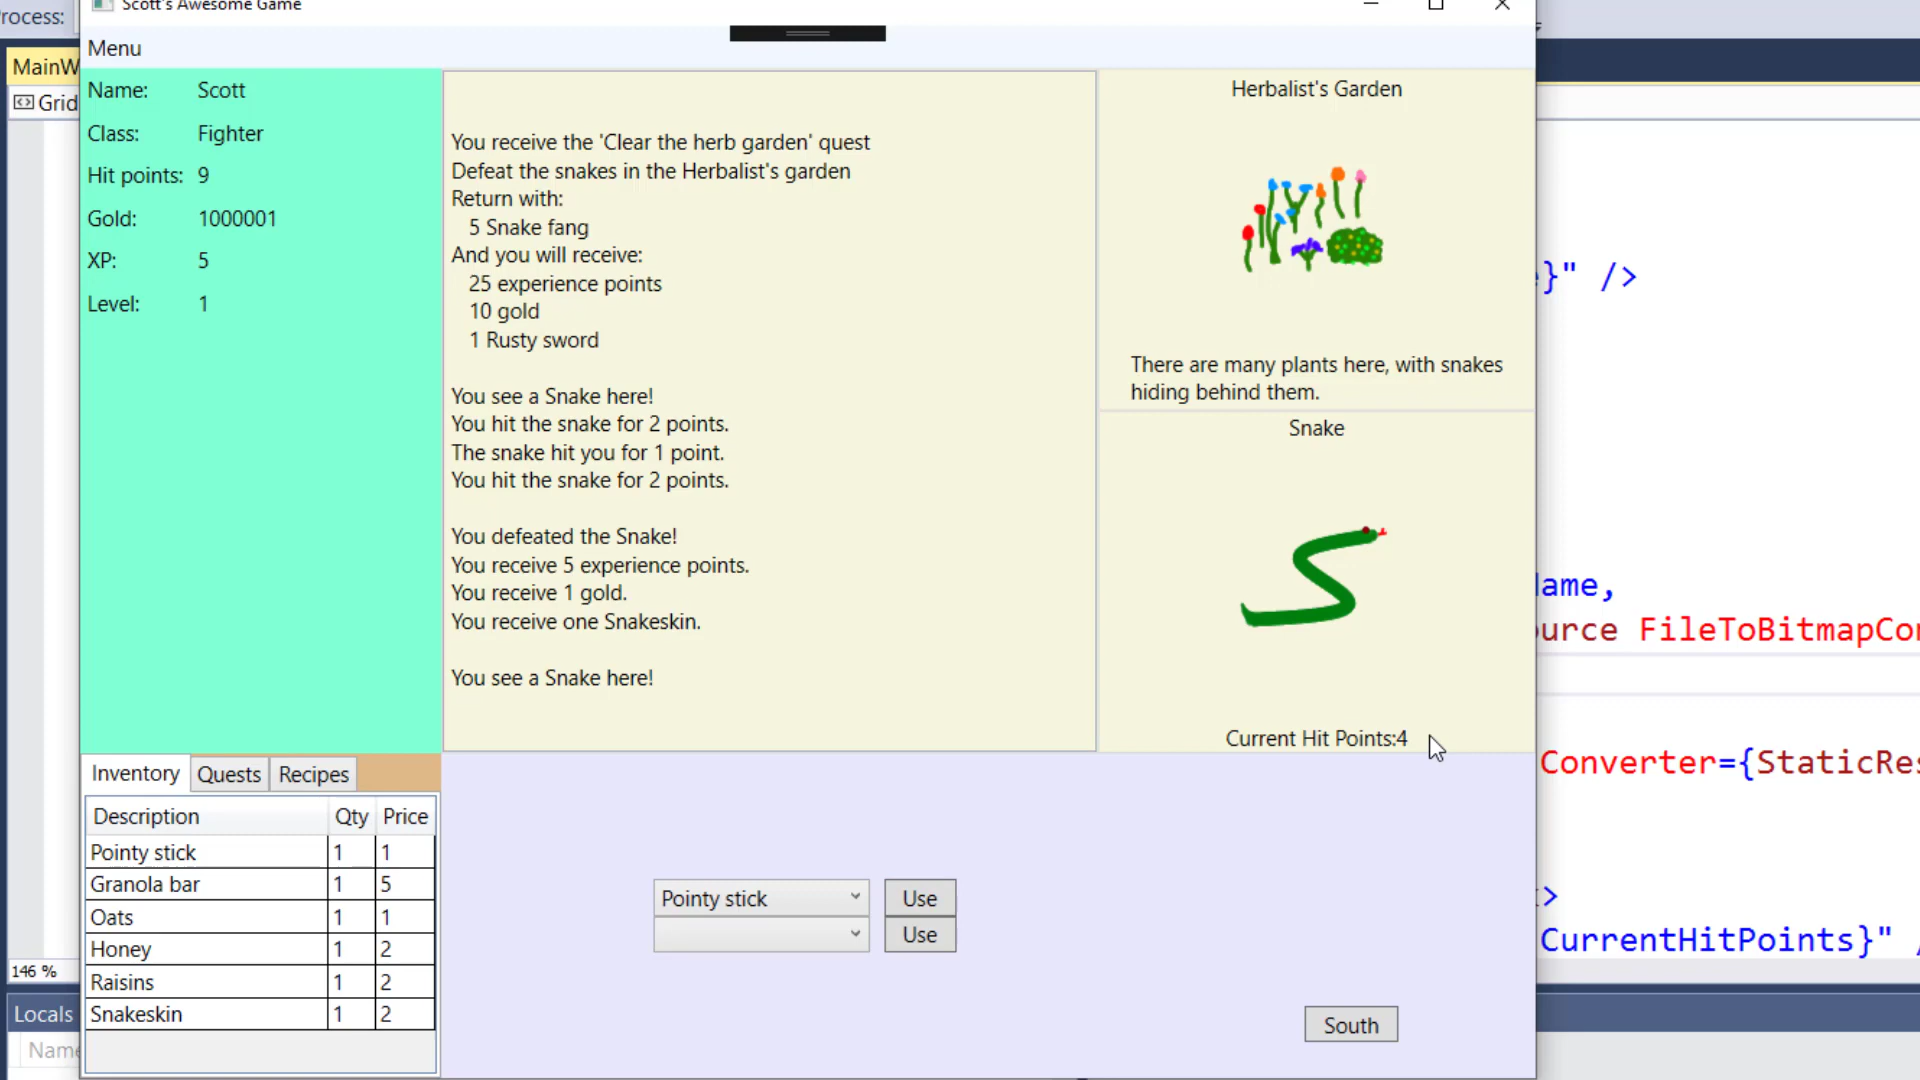 rocess:
Scott's Awesome Game
MainW
Grid
Menu
Name: Scott
Class: Fighter
Hit points: 9
Gold: 1000001
XP: 5
Level: 1
You receive the 'Clear the herb garden' quest
Defeat the snakes in the Herbalist's garden
Return with:
5 Snake fang
And you will receive:
25 experience points
10 gold
1 Rusty sword
You see a Snake here!
You hit the snake for 2 points.
The snake hit you for 1 point.
You hit the snake for 2 points.
You defeated the Snake!
You receive 5 experience points.
You receive 1 gold.
You receive one Snakeskin.
You see a Snake here!
Herbalist's Garden
There are many plants here, with snakes
hiding behind them.
Snake
Current Hit Points:4
Inventory Quests Recipes
Description Qty Price
Pointy stick 1 1
Granola bar 1 5
Oats 1 1
Honey 1 2
Raisins 1 2
Snakeskin 1 2
Pointy stick Use
Use
South
}" />
ame,
urce FileToBitmapCon
Converter={StaticRes
>
CurrentHitPoints}" /
146 %
Locals
Name